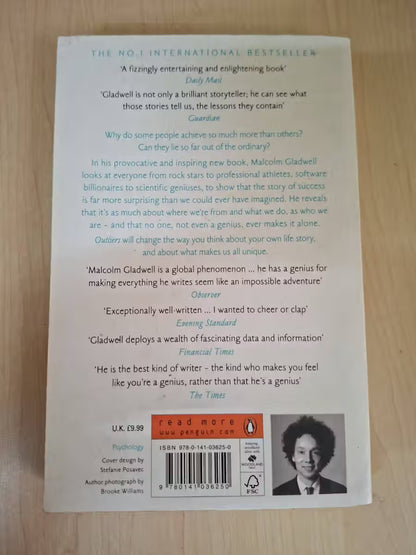 THE NO.1 INTERNATIONAL BESTSELLER
'A fizzingly entertaining and enlightening book'
Daily Mail
'Gladwell is not only a brilliant storyteller; he can see what
those stories tell us, the lessons they contain'
Guardian
Why do some people achieve so much more than others?
Can they lie so far out of the ordinary?
In his provocative and inspiring new book, Malcolm Gladwell
looks at everyone from rock stars to professional athletes, software
billionaires to scientific geniuses, to show that the story of success
is far more surprising than we could ever have imagined. He reveals
that it's as much about where we're from and what we do, as who we
are – and that no one, not even a genius, ever makes it alone.
Outliers will change the way you think about your own life story,
and about what makes us all unique.
'Malcolm Gladwell is a global phenomenon ... he has a genius for
making everything he writes seem like an impossible adventure'
Observer
'Exceptionally well-written ... I wanted to cheer or clap'
Evening Standard
'Gladwell deploys a wealth of fascinating data and information'
Financial Times
'He is the best kind of writer – the kind who makes you feel
like you're a genius, rather than that he's a genius'
The Times
U.K. £9.99
Psychology
Cover design by
Stefanie Posavec
Author photograph by
Brooke Williams
read more
www.penguin.com
ISBN 978-0-141-03625-0
9 780141 036250
WOODLAND
FSC